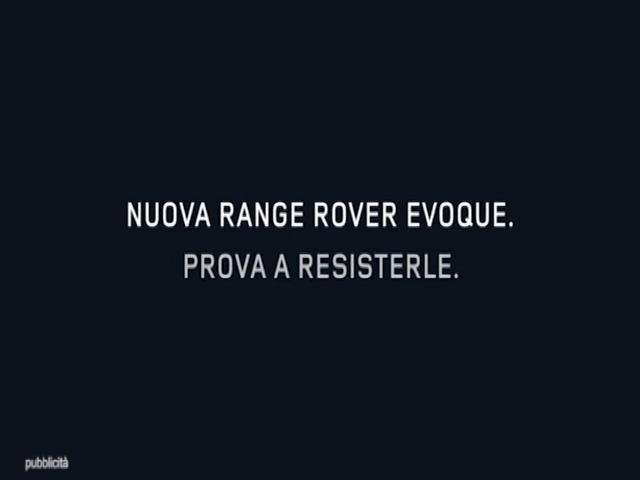 NUOVA RANGE ROVER EVOQUE.
PROVA A RESISTERLE.
pubblicità